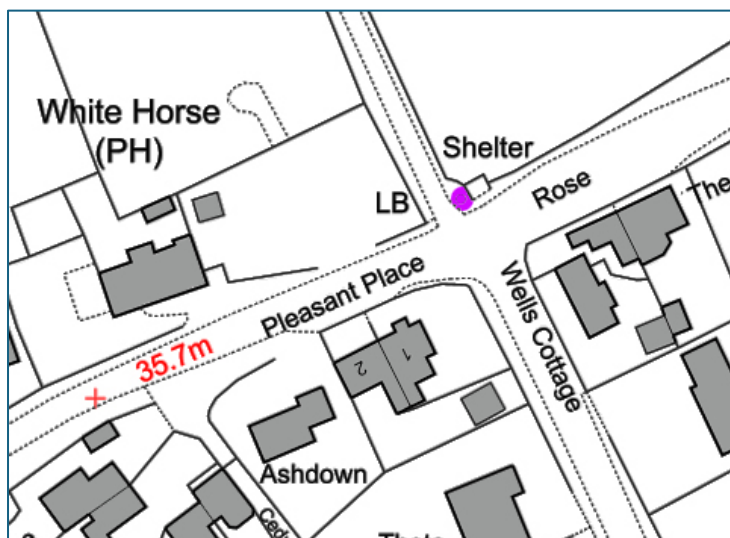 White Horse
(PH)
Shelter
LB
Rose
The
Pleasant Place
Wells Cottage
35.7m
1
2
Ashdown